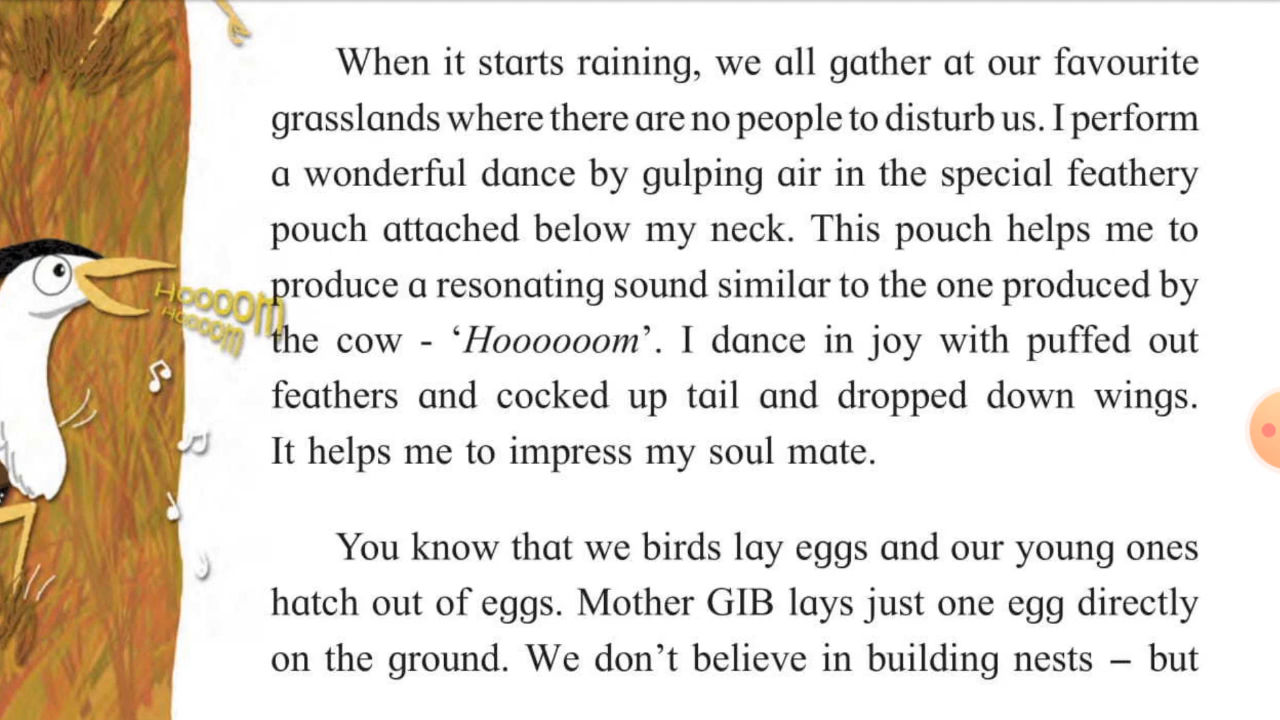 When it starts raining, we all gather at our favourite
grasslands where there are no people to disturb us. I perform
a wonderful dance by gulping air in the special feathery
pouch attached below my neck. This pouch helps me to
produce a resonating sound similar to the one produced by
HOOOOM
HOOOOM
the cow - ‘Hoooooom’. I dance in joy with puffed out
feathers and cocked up tail and dropped down wings.
It helps me to impress my soul mate.
You know that we birds lay eggs and our young ones
hatch out of eggs. Mother GIB lays just one egg directly
on the ground. We don’t believe in building nests – but